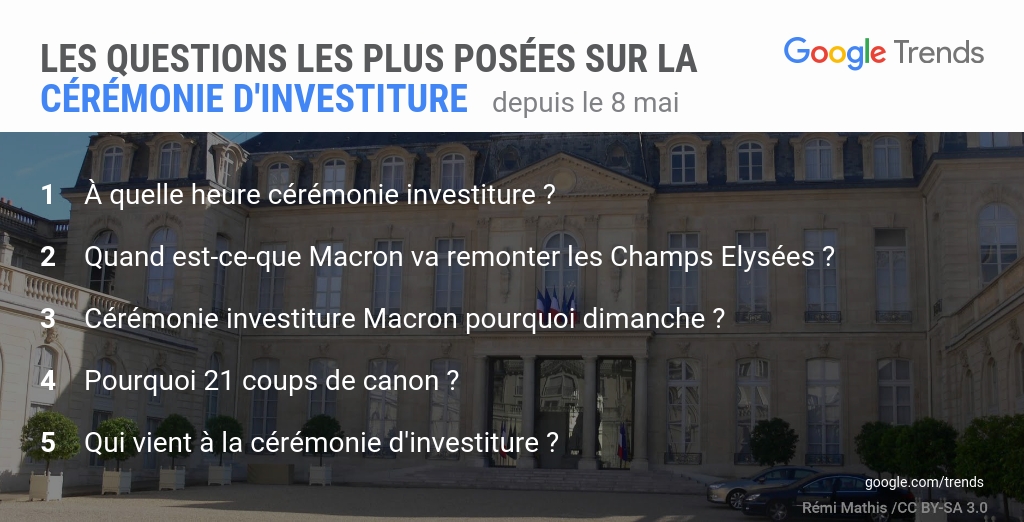 LES QUESTIONS LES PLUS POSÉES SUR LA
Google Trends
CÉRÉMONIE D'INVESTITURE depuis le 8 mai
1 À quelle heure cérémonie investiture ?
2 Quand est-ce-que Macron va remonter les Champs Elysées ?
3 Cérémonie investiture Macron pourquoi dimanche ?
4 Pourquoi 21 coups de canon ?
5 Qui vient à la cérémonie d'investiture ?
google.com/trends
Rémi Mathis /CC BY-SA 3.0